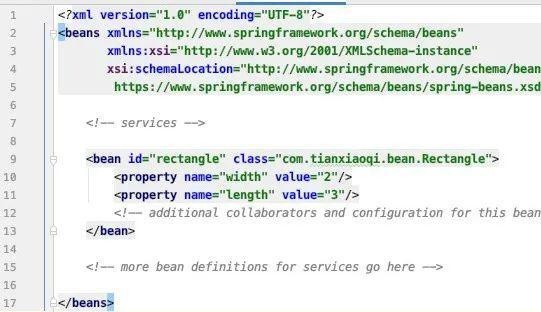 1 <?xml version="1.0" encoding="UTF-8"?>
2 <beans xmlns="http://www.springframework.org/schema/beans"
3 xmlns:xsi="http://www.w3.org/2001/XMLSchema-instance"
4 xsi:schemaLocation="http://www.springframework.org/schema/bean
5 https://www.springframework.org/schema/beans/spring-beans.xsd
6
7 <!-- services -->
8
9 <bean id="rectangle" class="com.tianxiaoqi.bean.Rectangle">
10 <property name="width" value="2"/>
11 <property name="length" value="3"/>
12 <!-- additional collaborators and configuration for this bean
13 </bean>
14
15 <!-- more bean definitions for services go here -->
16
17 </beans>